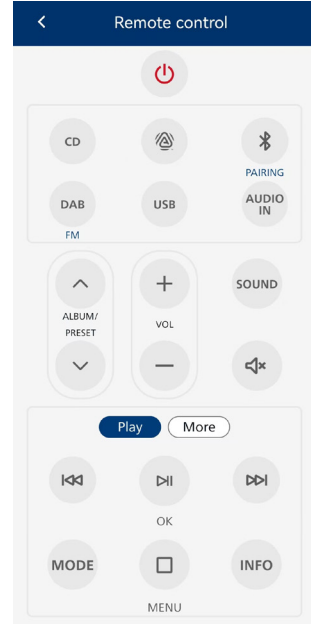 Remote control
CD
PAIRING
DAB
USB
AUDIO
IN
FM
SOUND
ALBUM/
PRESET
VOL
Play
More
OK
MODE
INFO
MENU